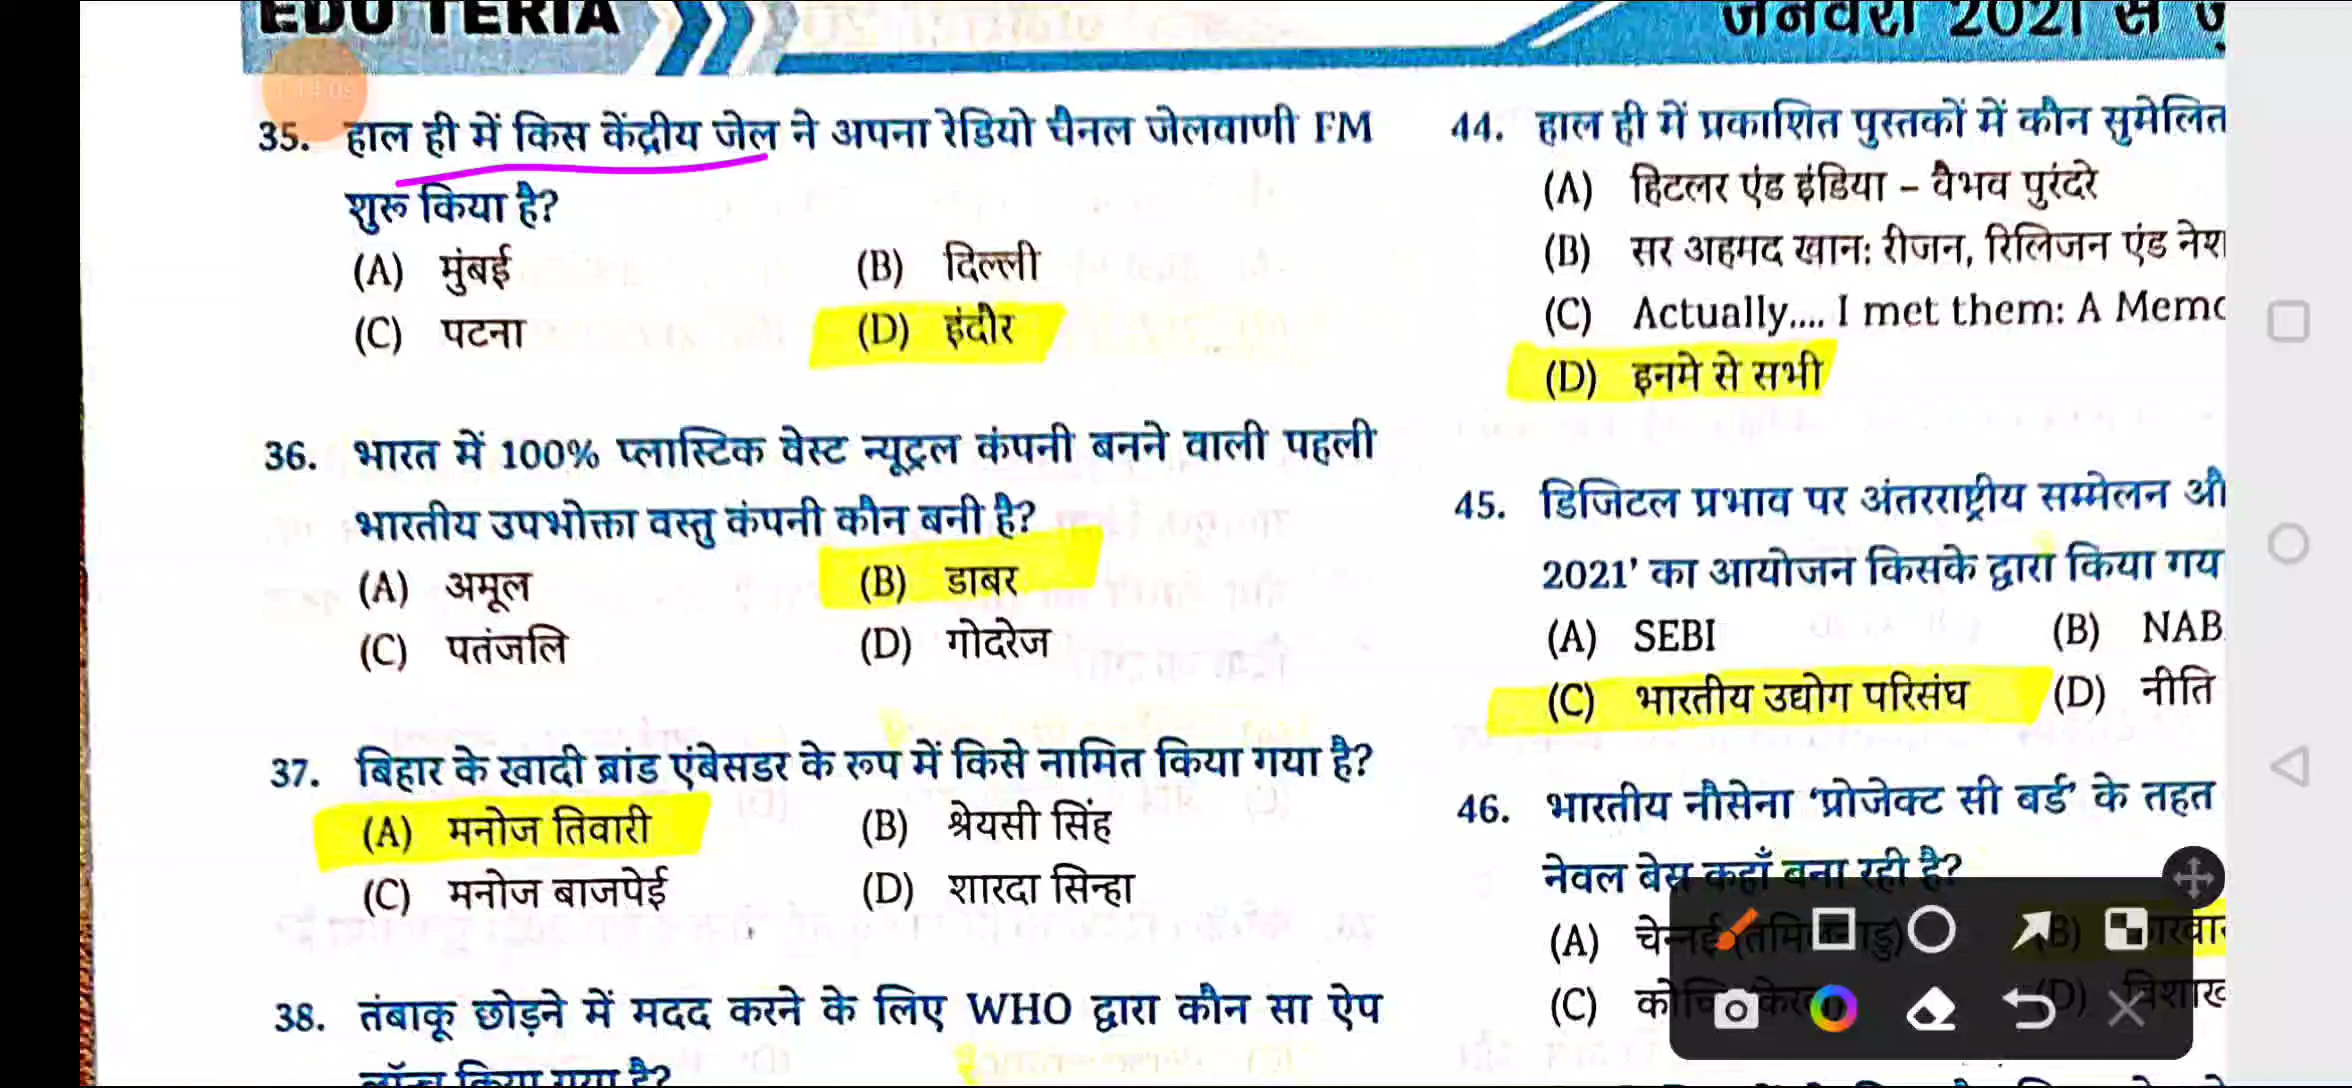 EDU TERIA
जनवरी 2021 से
35. हाल ही में किस केंद्रीय जेल ने अपना रेडियो चैनल जेलवाणी FM
शुरू किया है?
(A) मुंबई (B) दिल्ली
(C) पटना (D) इंदौर
36. भारत में 100% प्लास्टिक वेस्ट न्यूट्रल कंपनी बनने वाली पहली
भारतीय उपभोक्ता वस्तु कंपनी कौन बनी है?
(A) अमूल (B) डाबर
(C) पतंजलि (D) गोदरेज
37. बिहार के खादी ब्रांड एंबेसडर के रूप में किसे नामित किया गया है?
(A) मनोज तिवारी (B) श्रेयसी सिंह
(C) मनोज बाजपेई (D) शारदा सिन्हा
38. तंबाकू छोड़ने में मदद करने के लिए WHO द्वारा कौन सा ऐप
लॉन्च किया गया है?
44. हाल ही में प्रकाशित पुस्तकों में कौन सुमेलित
(A) हिटलर एंड इंडिया – वैभव पुरंदरे
(B) सर अहमद खान: रीजन, रिलिजन एंड
(C) Actually.... I met them: A
(D) इनमे से सभी
45. डिजिटल प्रभाव पर अंतरराष्ट्रीय सम्मेलन
2021' का आयोजन किसके द्वारा किया
(A) SEBI (B) NAB
(C) भारतीय उद्योग परिसंघ (D) नीति
46. भारतीय नौसेना ‘प्रोजेक्ट सी बर्ड’ के तहत
नेवल बेस कहाँ बना रही है?
(A) चेन्नई (तमिलनाडु) (B)
(C) (D)